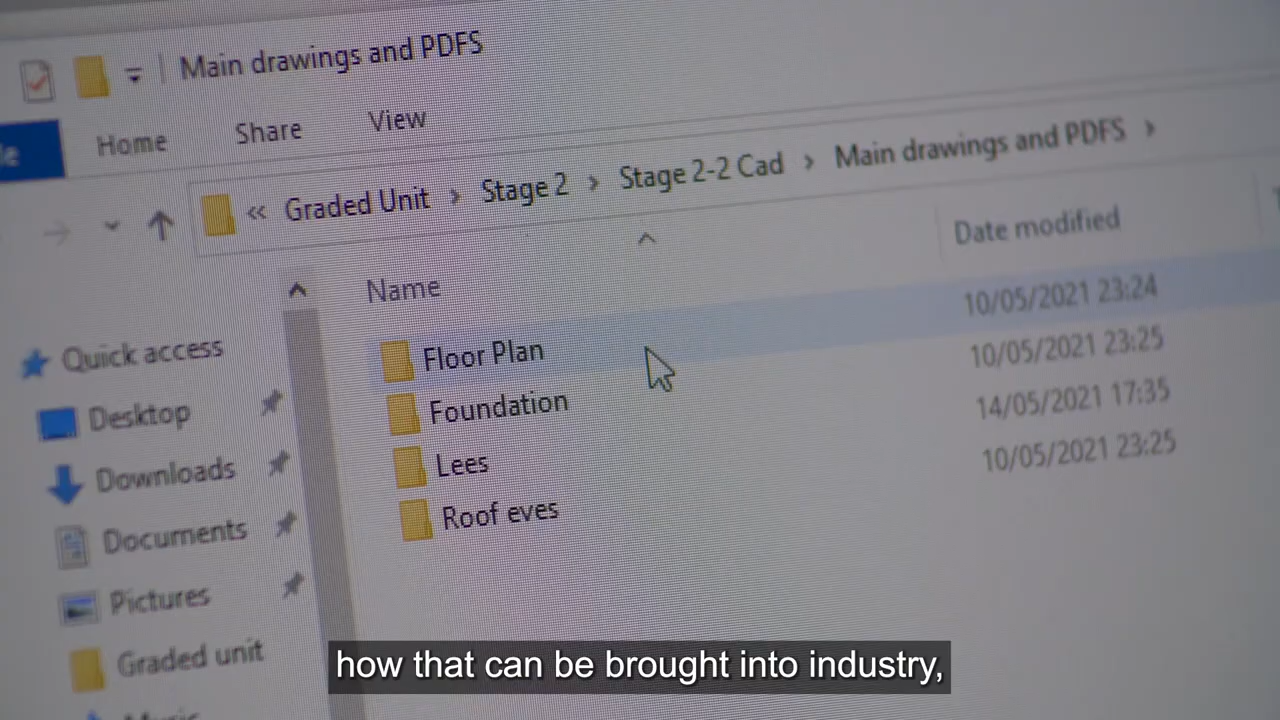 Main drawings and PDFS
Home Share View
« Graded Unit > Stage 2 > Stage 2-2 Cad > Main drawings and PDFS >
Name Date modified
Floor Plan 10/05/2021 23:24
Foundation 10/05/2021 23:25
Lees 14/05/2021 17:35
Roof eves 10/05/2021 23:25
Quick access
Desktop
Downloads
Documents
Pictures
Graded unit
how that can be brought into industry,